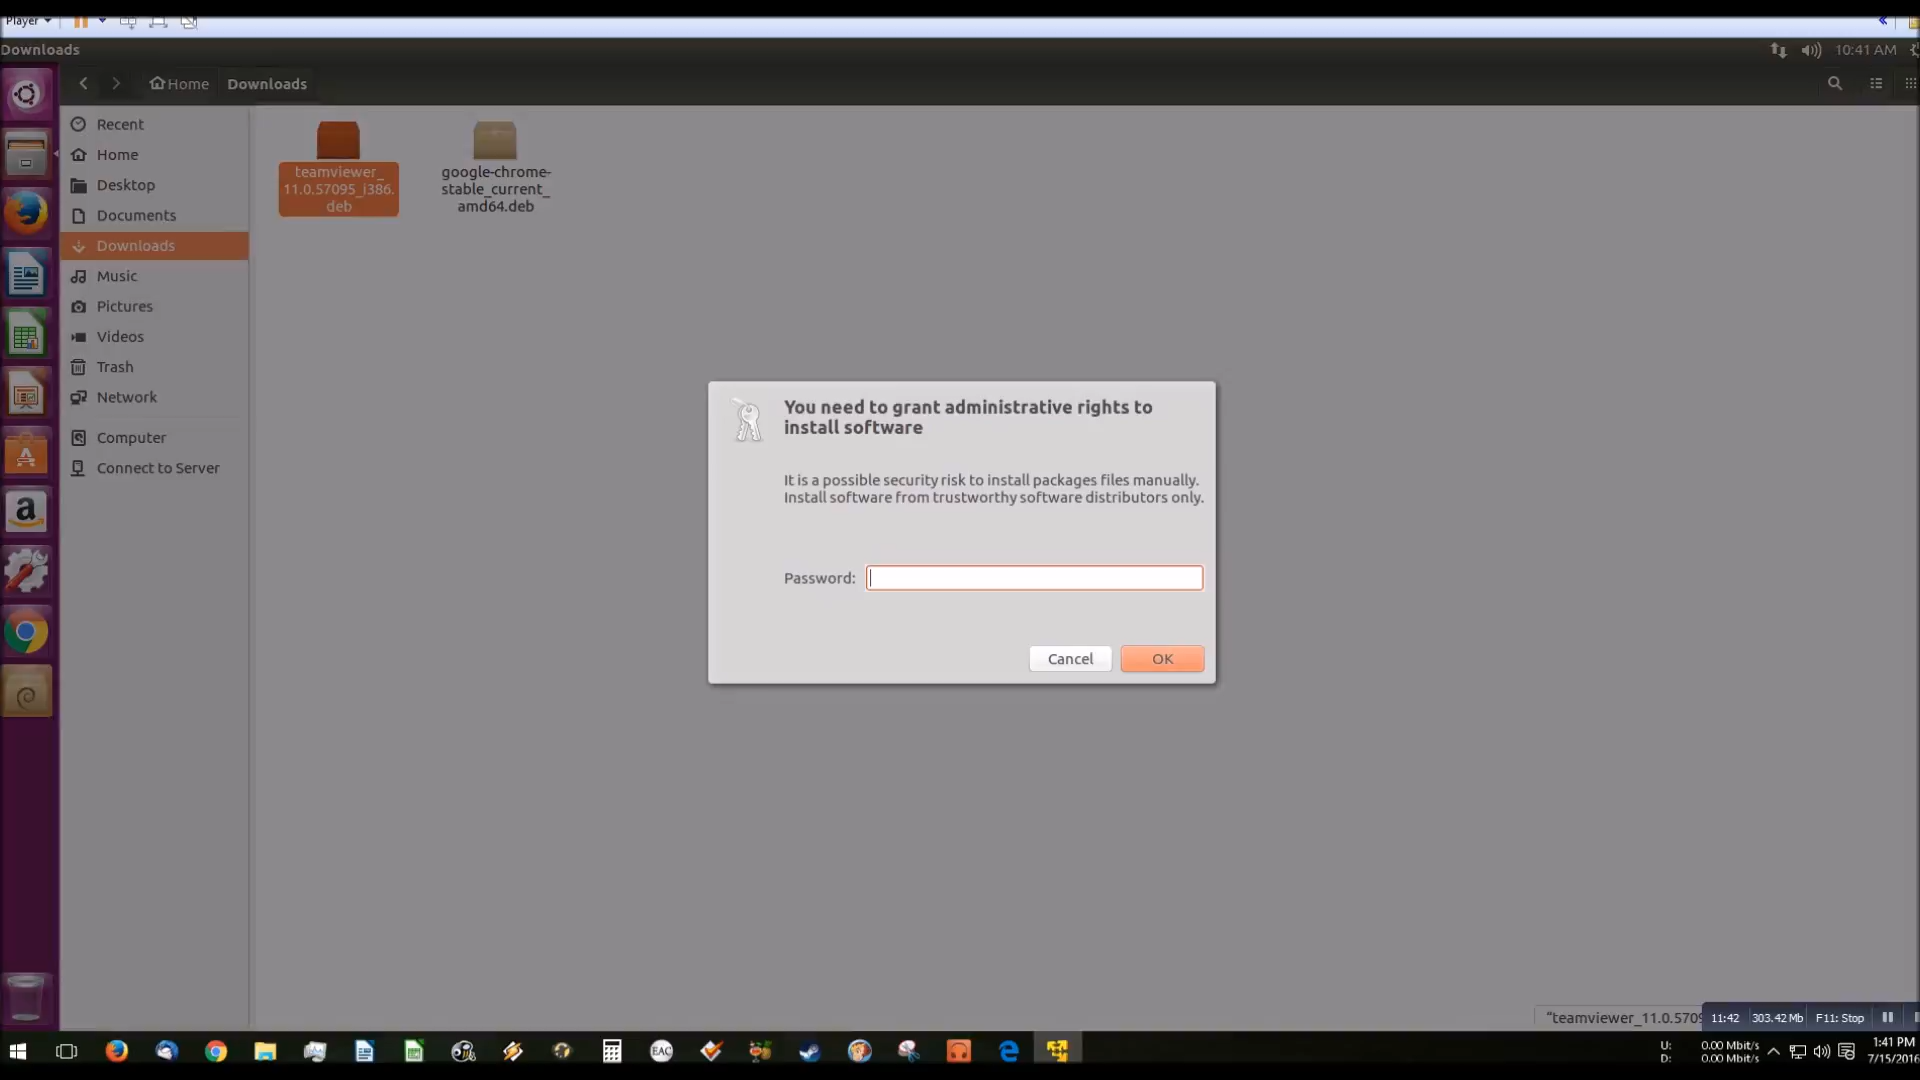 Player
Downloads
10:41 AM
Home
Downloads
Recent
Home
Desktop
Documents
Downloads
Music
Pictures
Videos
Trash
Network
Computer
Connect to Server
teamviewer_
11.0.57095_i386.
deb
google-chrome-
stable_current_
amd64.deb
You need to grant administrative rights to
install software
It is a possible security risk to install packages files manually.
Install software from trustworthy software distributors only.
Password:
Cancel
OK
"teamviewer_11.0.5709
11:42
303.42 Mb
F11: Stop
EAC
U: 0.00 Mbit/s
D: 0.00 Mbit/s
1:41 PM
7/15/2016